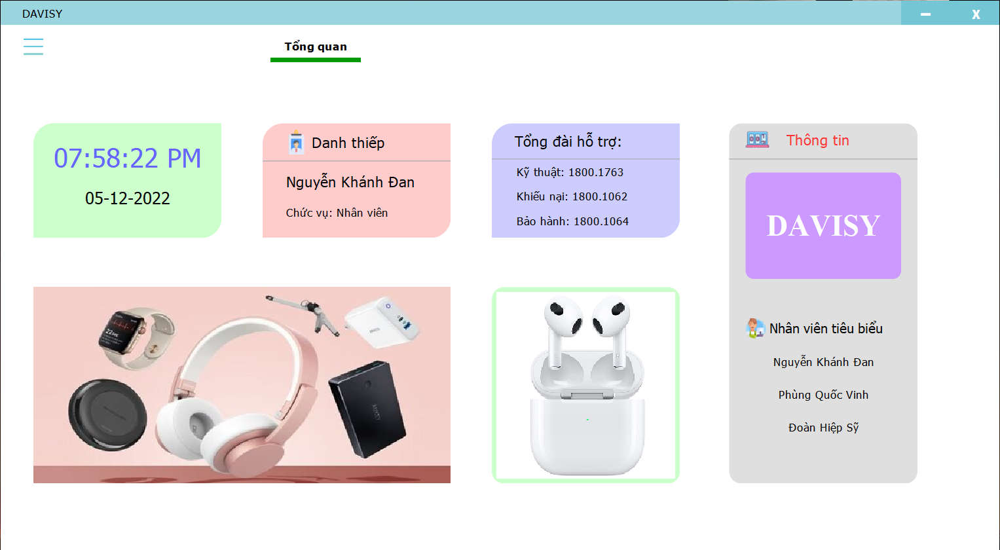 DAVISY
Tổng quan
07:58:22 PM
05-12-2022
Danh thiếp
Nguyễn Khánh Đan
Chức vụ: Nhân viên
Tổng đài hỗ trợ:
Kỹ thuật: 1800.1763
Khiếu nại: 1800.1062
Bảo hành: 1800.1064
Thông tin
DAVISY
Nhân viên tiêu biểu
Nguyễn Khánh Đan
Phùng Quốc Vinh
Đoàn Hiệp Sỹ